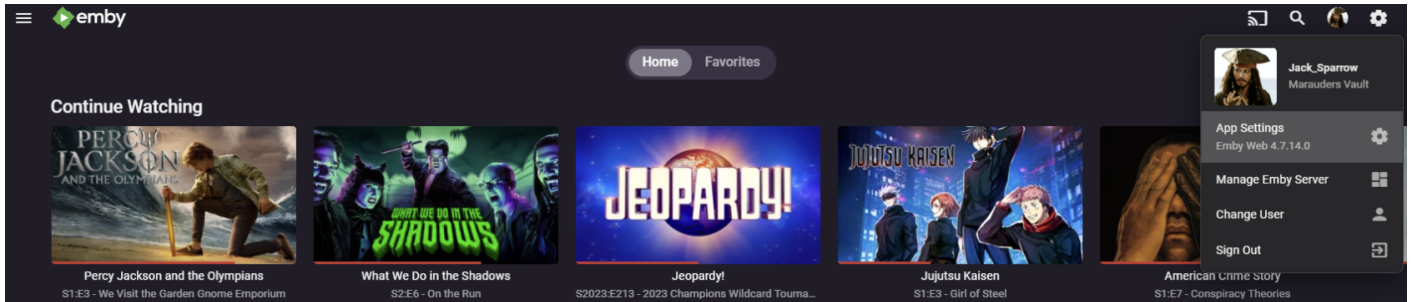 emby
Home
Favorites
Jack_Sparrow
Marauders Vault
Continue Watching
App Settings
Emby Web 4.7.14.0
Manage Emby Server
Change User
Sign Out
PERCY
JACKSON
AND THE OLYMPIANS
WHAT WE DO IN THE
SHADOWS
JEOPARDY!
JUJUTSU KAISEN
Percy Jackson and the Olympians
S1:E3 - We Visit the Garden Gnome Emporium
What We Do in the Shadows
S2:E6 - On the Run
Jeopardy!
S2023:E213 - 2023 Champions Wildcard Tourna...
Jujutsu Kaisen
S1:E3 - Girl of Steel
American Crime Story
S1:E7 - Conspiracy Theories